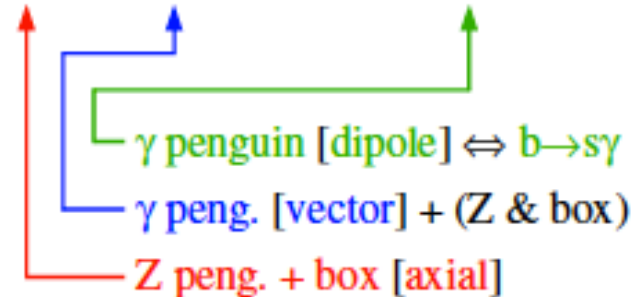 γ penguin [dipole] ⇔ b→sγ
γ peng. [vector] + (Z & box)
Z peng. + box [axial]